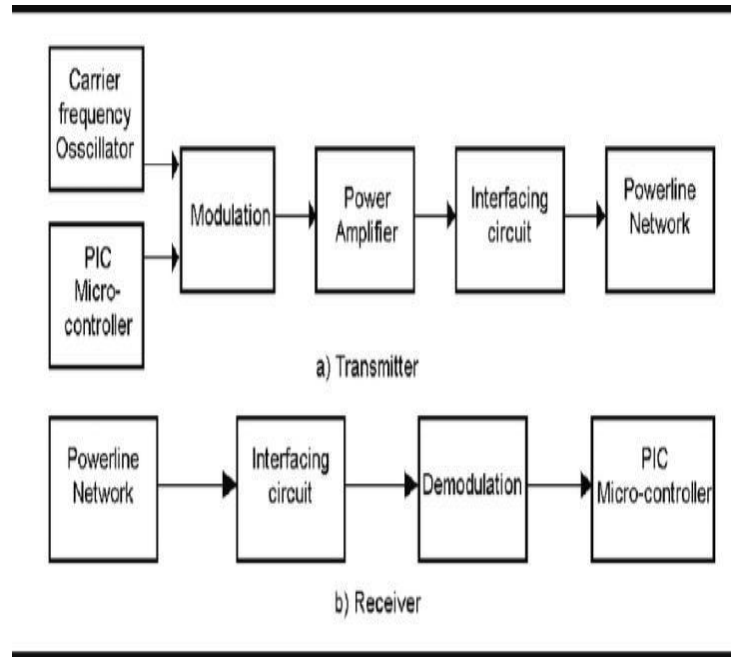 Carrier
frequency
Osscillator
Modulation
Power
Amplifier
Interfacing
circuit
Powerline
Network
PIC
Micro-
controller
a) Transmitter
Powerline
Network
Interfacing
circuit
Demodulation
PIC
Micro-controller
b) Receiver